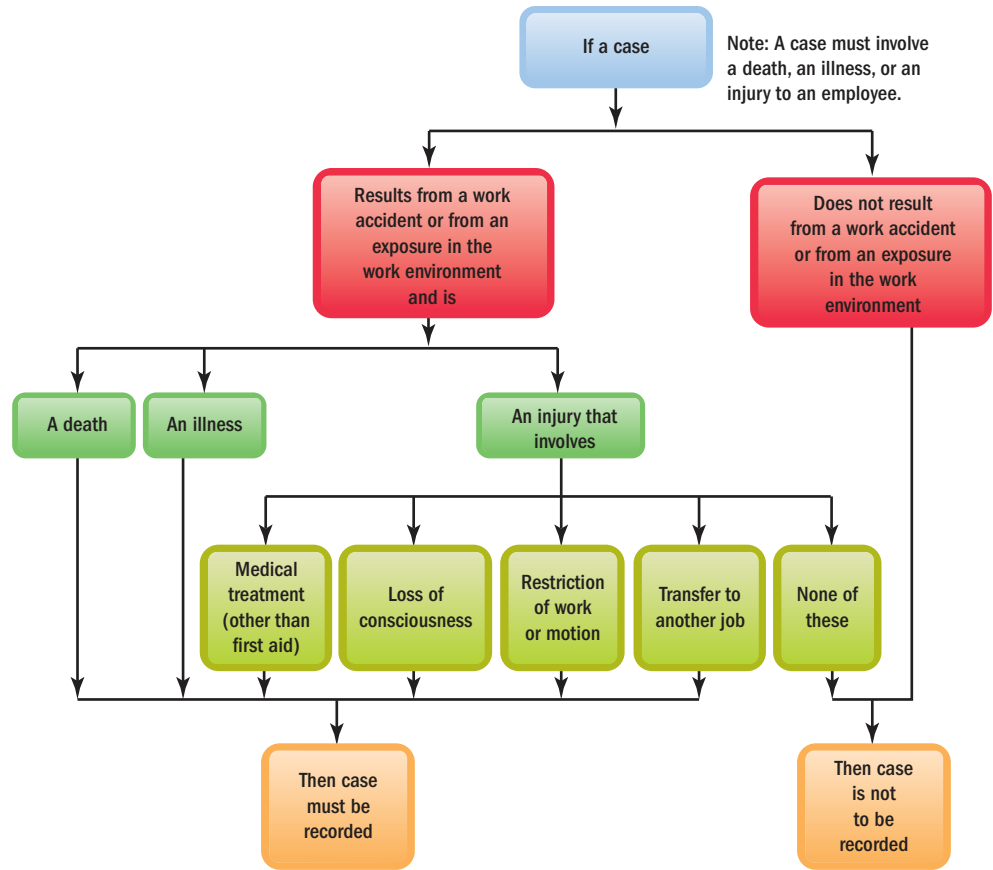 If a case
Note: A case must involve
a death, an illness, or an
injury to an employee.
Results from a work
accident or from an
exposure in the
work environment
and is
Does not result
from a work accident
or from an exposure
in the work
environment
A death
An illness
An injury that
involves
Medical
treatment
(other than
first aid)
Loss of
consciousness
Restriction
of work
or motion
Transfer to
another job
None of
these
Then case
must be
recorded
Then case
is not
to be
recorded